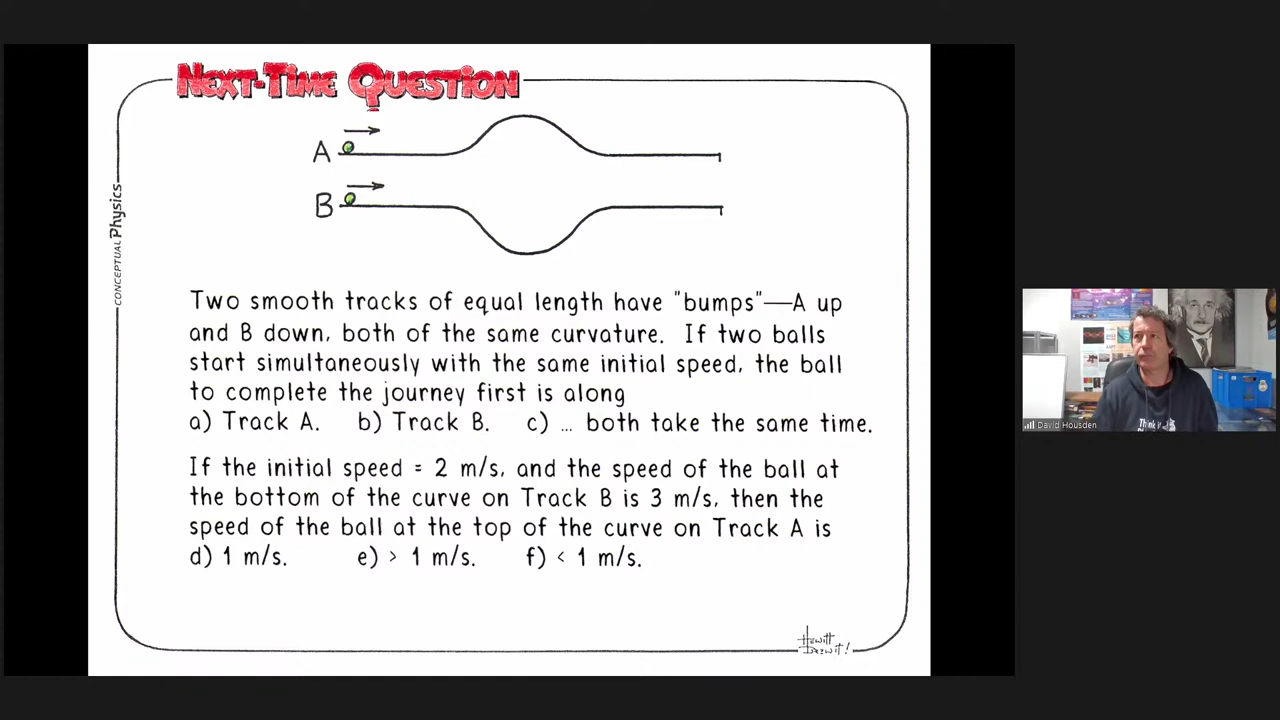 NEXT-TIME QUESTION
A
B
CONCEPTUAL Physics
Two smooth tracks of equal length have "bumps"—A up
and B down, both of the same curvature. If two balls
start simultaneously with the same initial speed, the ball
to complete the journey first is along
a) Track A. b) Track B. c) ... both take the same time.
If the initial speed = 2 m/s, and the speed of the ball at
the bottom of the curve on Track B is 3 m/s, then the
speed of the ball at the top of the curve on Track A is
d) 1 m/s. e) > 1 m/s. f) < 1 m/s.
Hewitt
Drewit!
David Housden